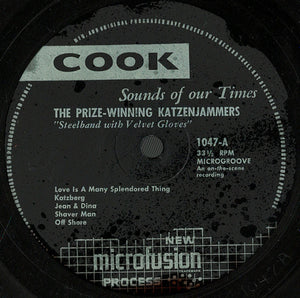 COOK
Sounds of our Times
THE PRIZE-WINNING KATZENJAMMERS
"Steelband with Velvet Gloves"
1047-A
33⅓ RPM
MICROGROOVE
An on-the-scene
recording
Love Is A Many Splendored Thing
Katzberg
Jean & Dina
Shaver Man
Off Shore
NEW
microfusion
PROCESS